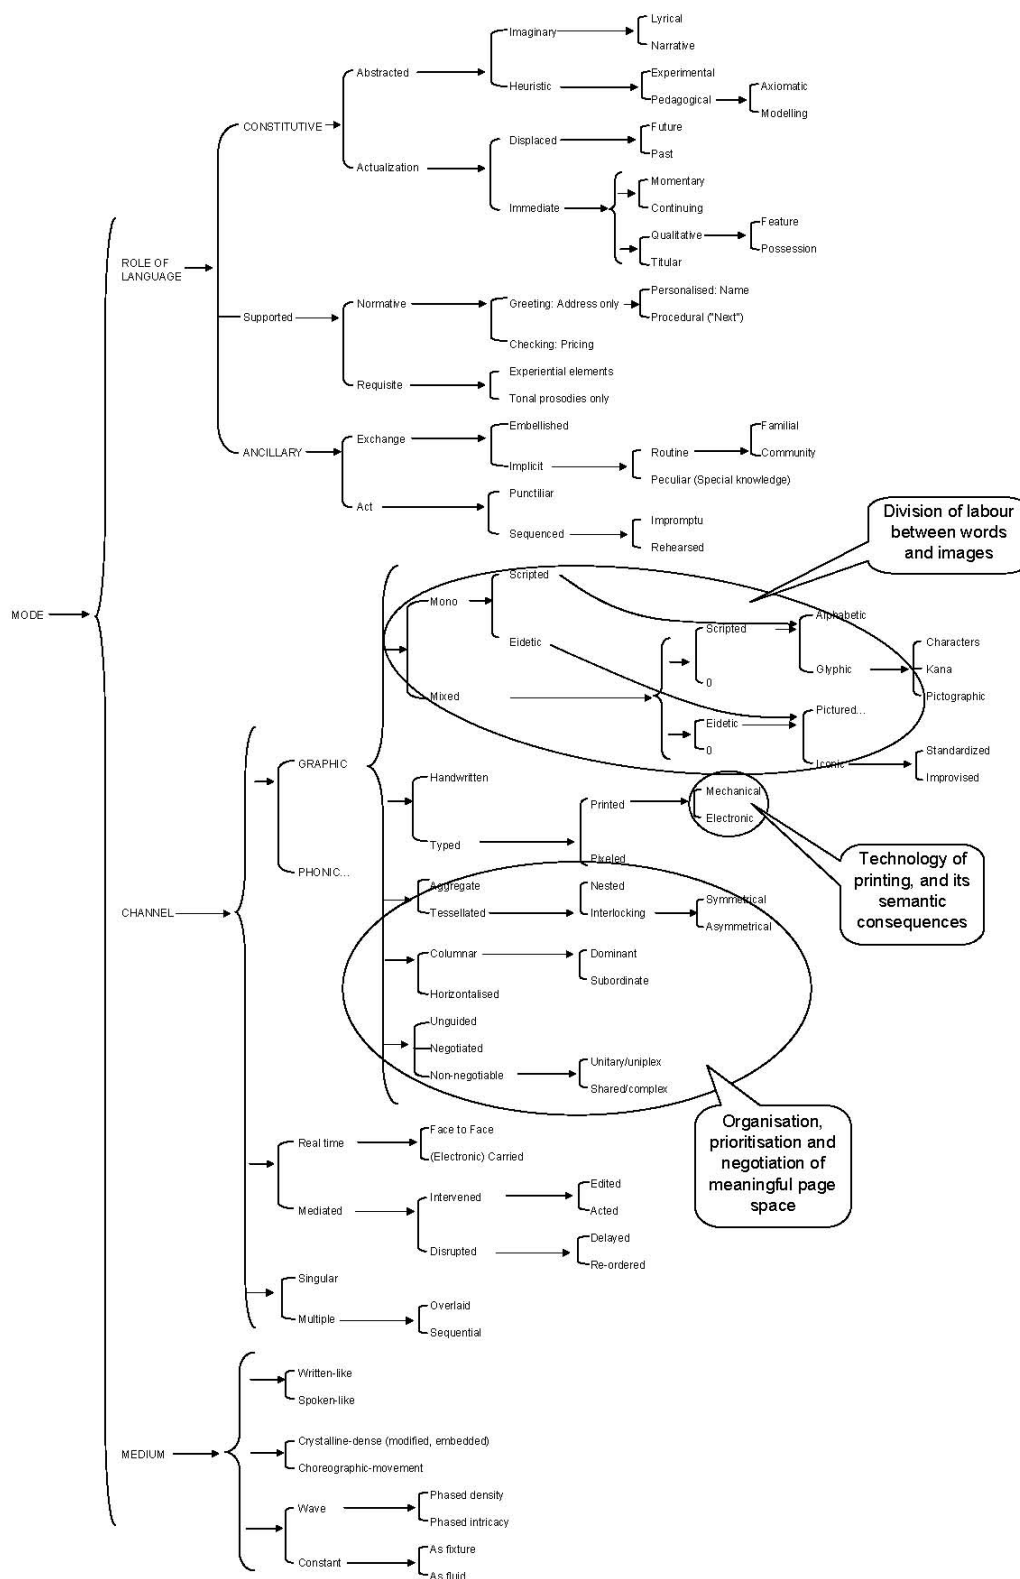 Lyrical
Imaginary
Narrative
Abstracted
Experimental
Heuristic
Pedagogical
Axiomatic
Modelling
CONSTITUTIVE
Future
Displaced
Past
Actualization
Momentary
Immediate
Continuing
Qualitative
Feature
Possession
Titular
ROLE OF
LANGUAGE
Supported
Normative
Greeting: Address only
Personalised: Name
Procedural ("Next")
Checking: Pricing
Requisite
Experiential elements
Tonal prosodies only
ANCILLARY
Exchange
Embellished
Implicit
Routine
Familial
Community
Peculiar (Special knowledge)
Act
Punctiliar
Sequenced
Impromptu
Rehearsed
Division of labour
between words
and images
MODE
Scripted
Mono
Eidetic
Mixed
Scripted
0
Alphabetic
Glyphic
Characters
Kana
Pictographic
Eidetic
0
Pictured...
Iconic
Standardized
Improvised
GRAPHIC
PHONIC...
Handwritten
Typed
Printed
Pixeled
Mechanical
Electronic
Technology of
printing, and its
semantic
consequences
CHANNEL
Aggregate
Tessellated
Nested
Interlocking
Symmetrical
Asymmetrical
Columnar
Dominant
Subordinate
Horizontalised
Unguided
Negotiated
Non-negotiable
Unitary/uniplex
Shared/complex
Organisation,
prioritisation and
negotiation of
meaningful page
space
Real time
Face to Face
(Electronic) Carried
Mediated
Intervened
Edited
Acted
Disrupted
Delayed
Re-ordered
Singular
Multiple
Overlaid
Sequential
MEDIUM
Written-like
Spoken-like
Crystalline-dense (modified, embedded)
Choreographic-movement
Wave
Phased density
Phased intricacy
Constant
As fixture
As fluid